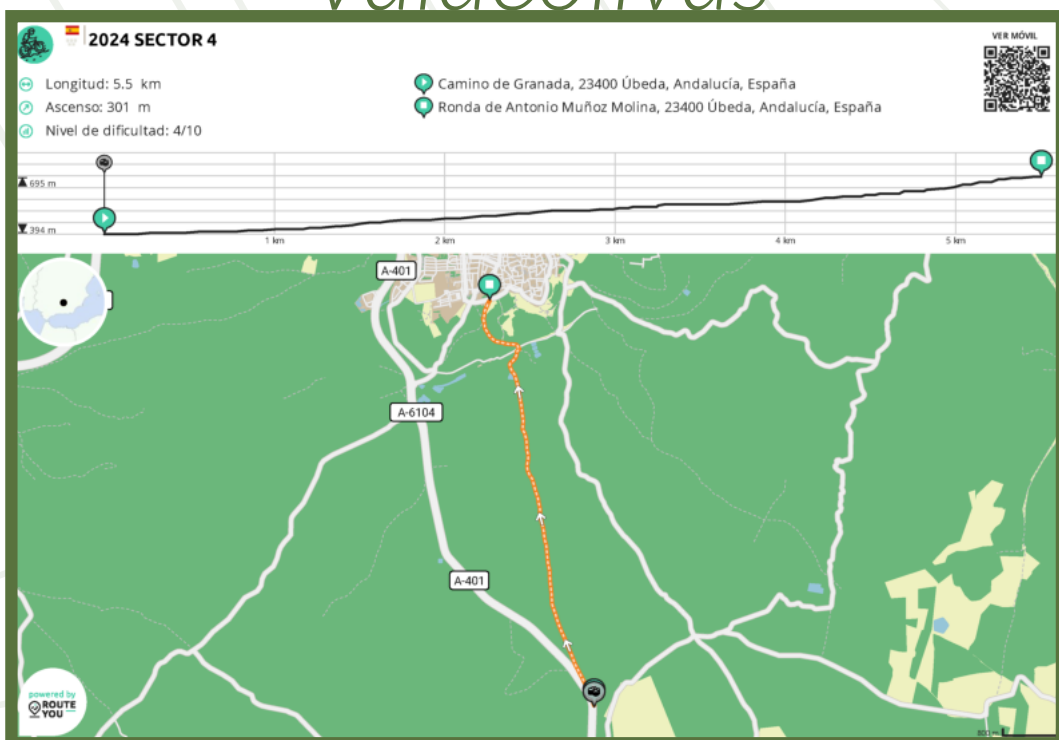 2024 SECTOR 4
VER MÓVIL
Longitud: 5.5 km
Ascenso: 301 m
Nivel de dificultad: 4/10
Camino de Granada, 23400 Úbeda, Andalucía, España
Ronda de Antonio Muñoz Molina, 23400 Úbeda, Andalucía, España
695 m
394 m
1 km
2 km
3 km
4 km
5 km
A-401
A-6104
A-401
powered by
ROUTE
YOU